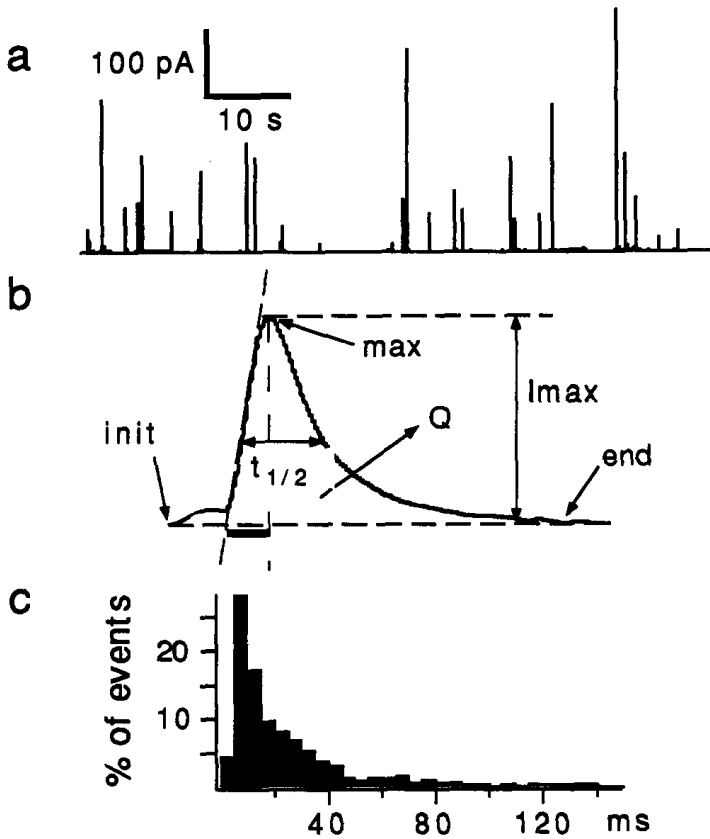 a
100 pA
10 s
b
max
Imax
Q
init
t1/2
end
c
% of events
20
10
40
80
120
ms